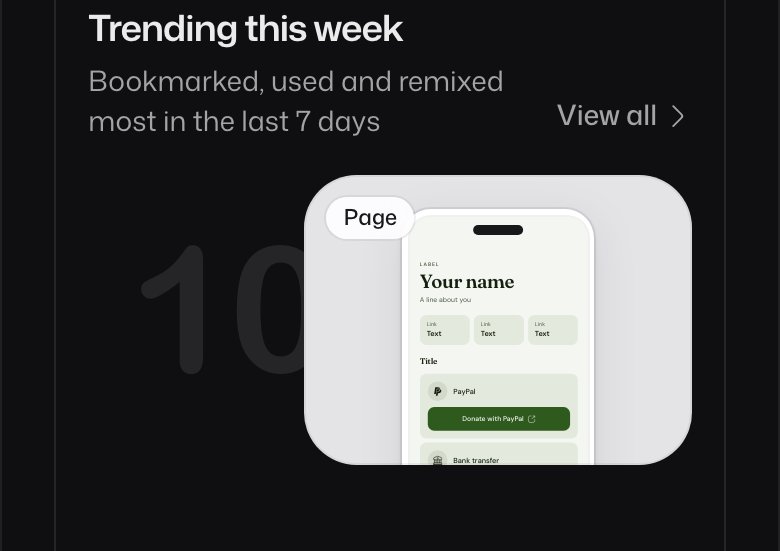 Trending this week
Bookmarked, used and remixed
most in the last 7 days
View all
10
Page
LABEL
Your name
A line about you
Link Link Link
Text Text Text
Title
PayPal
Donate with PayPal
Bank transfer